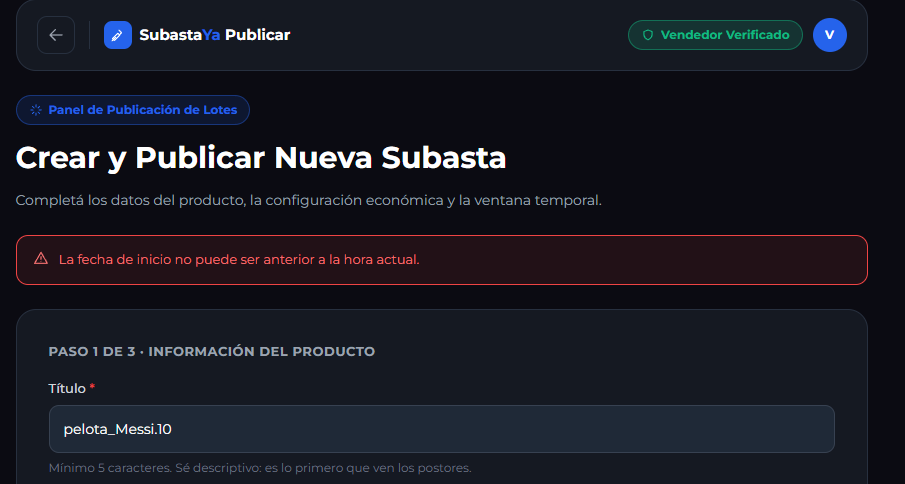 SubastaYa Publicar
Vendedor Verificado
V
Panel de Publicación de Lotes
Crear y Publicar Nueva Subasta
Completá los datos del producto, la configuración económica y la ventana temporal.
La fecha de inicio no puede ser anterior a la hora actual.
PASO 1 DE 3 · INFORMACIÓN DEL PRODUCTO
Título *
pelota_Messi.10
Mínimo 5 caracteres. Sé descriptivo: es lo primero que ven los postores.